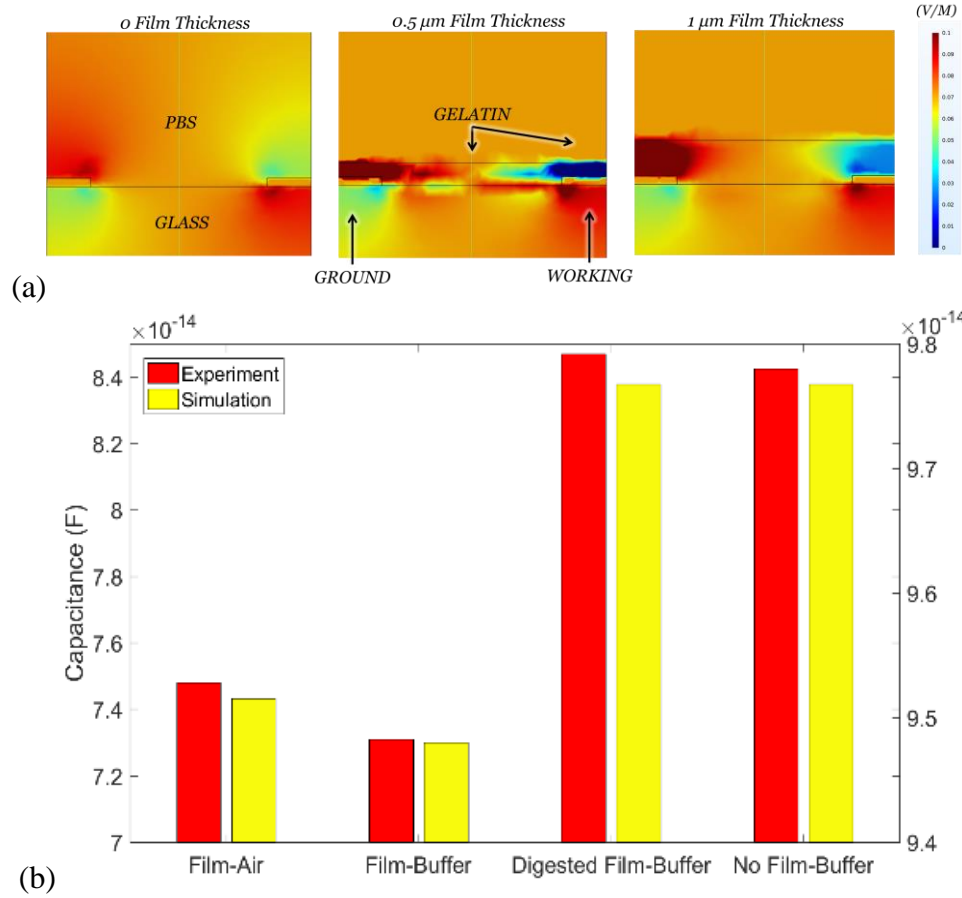 0 Film Thickness 0.5 µm Film Thickness 1 µm Film Thickness (V/M)
0.1
0.09
0.08
0.07
0.06
0.05
0.04
0.03
0.02
0.01
0
PBS
GELATIN
GLASS
GROUND WORKING
(a)
×10⁻¹⁴ ×10⁻¹⁴
Experiment
Simulation
Capacitance (F)
8.4
8.2
8
7.8
7.6
7.4
7.2
7
9.8
9.7
9.6
9.5
9.4
Film-Air Film-Buffer Digested Film-Buffer No Film-Buffer
(b)